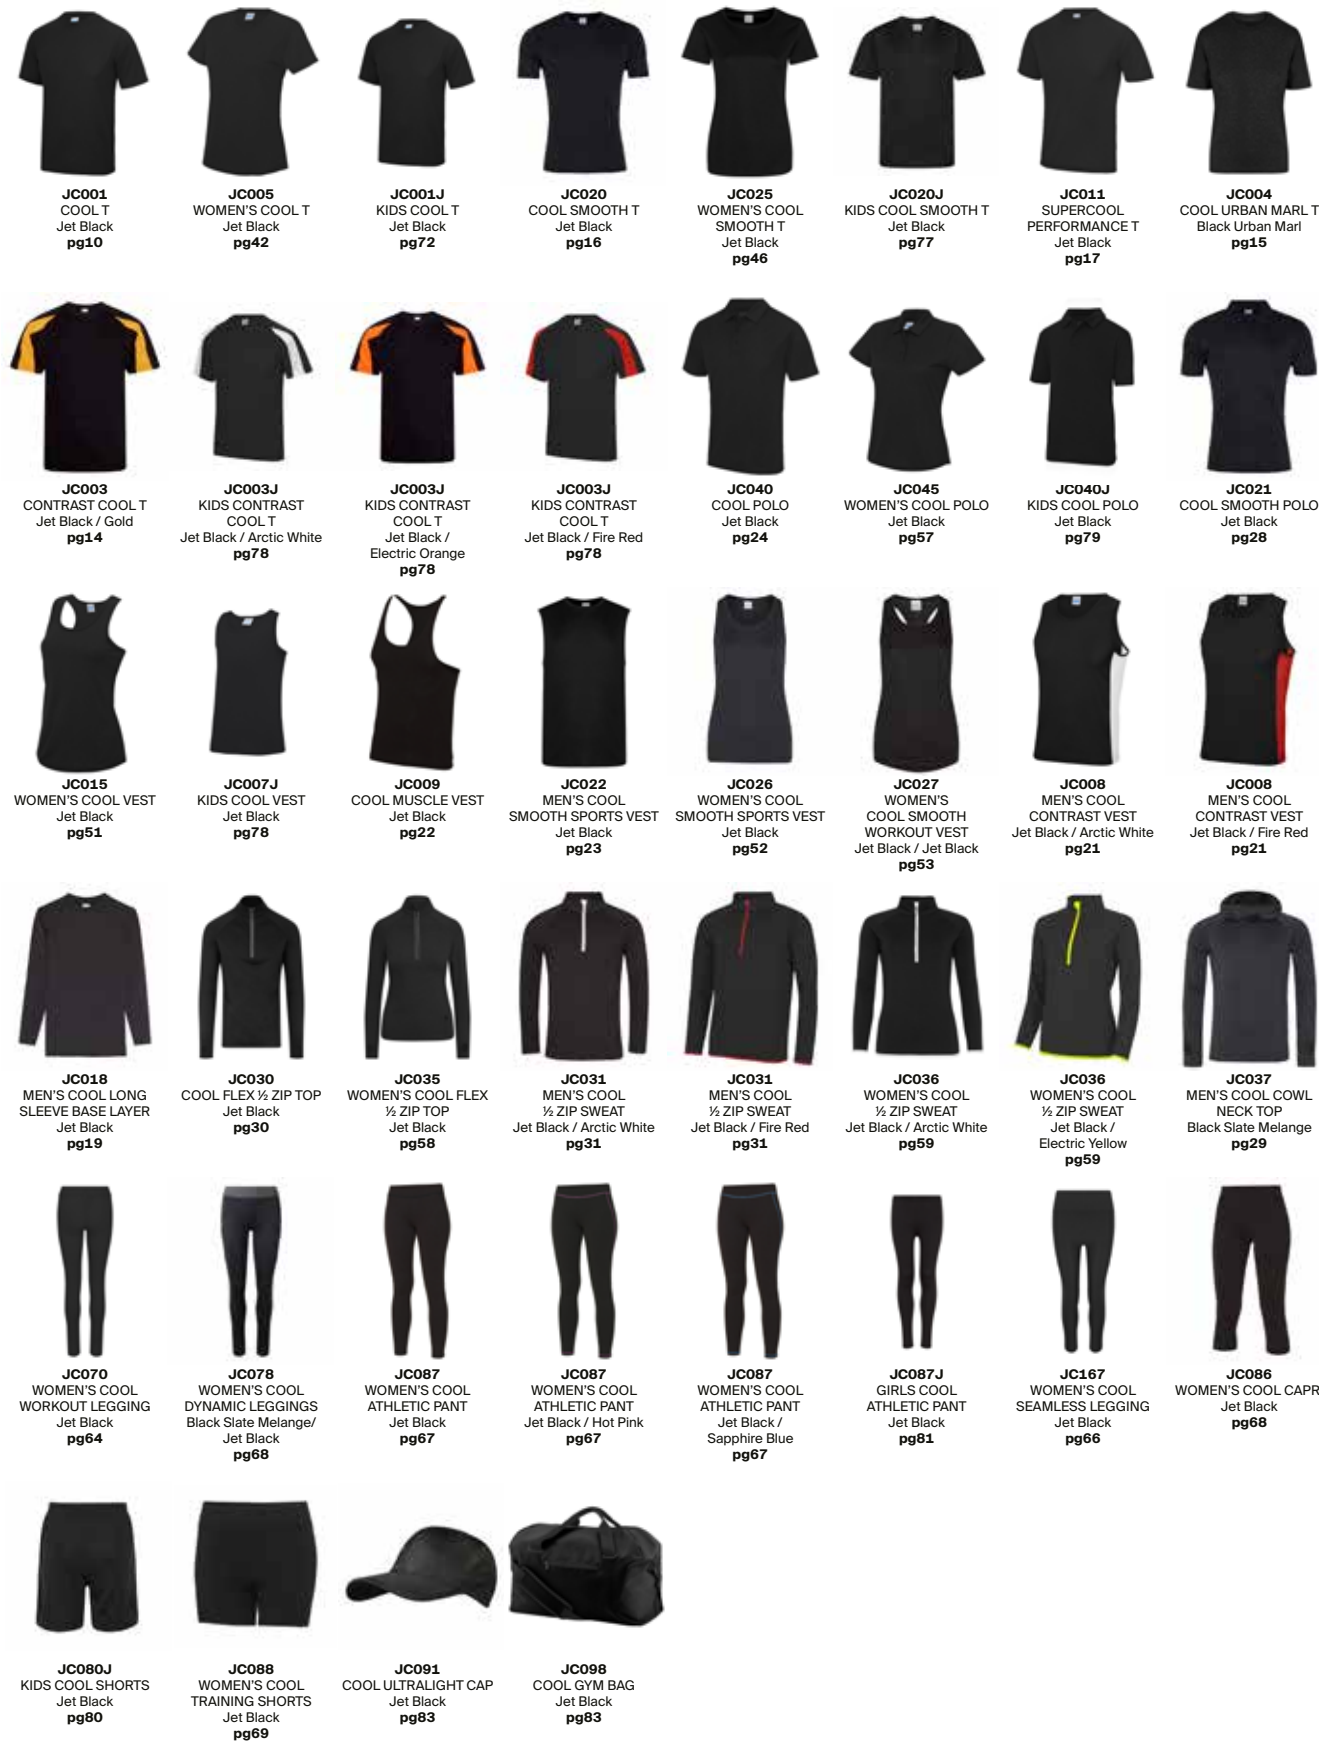 JC001
COOL T
Jet Black
pg10
JC005
WOMEN'S COOL T
Jet Black
pg42
JC001J
KIDS COOL T
Jet Black
pg72
JC020
COOL SMOOTH T
Jet Black
pg16
JC025
WOMEN'S COOL
SMOOTH T
Jet Black
pg46
JC020J
KIDS COOL SMOOTH T
Jet Black
pg77
JC011
SUPERCOOL
PERFORMANCE T
Jet Black
pg17
JC004
COOL URBAN MARL T
Black Urban Marl
pg15
JC003
CONTRAST COOL T
Jet Black / Gold
pg14
JC003J
KIDS CONTRAST
COOL T
Jet Black / Arctic White
pg78
JC003J
KIDS CONTRAST
COOL T
Jet Black /
Electric Orange
pg78
JC003J
KIDS CONTRAST
COOL T
Jet Black / Fire Red
pg78
JC040
COOL POLO
Jet Black
pg24
JC045
WOMEN'S COOL POLO
Jet Black
pg57
JC040J
KIDS COOL POLO
Jet Black
pg79
JC021
COOL SMOOTH POLO
Jet Black
pg28
JC015
WOMEN'S COOL VEST
Jet Black
pg51
JC007J
KIDS COOL VEST
Jet Black
pg78
JC009
COOL MUSCLE VEST
Jet Black
pg22
JC022
MEN'S COOL
SMOOTH SPORTS VEST
Jet Black
pg23
JC026
WOMEN'S COOL
SMOOTH SPORTS VEST
Jet Black
pg52
JC027
WOMEN'S
COOL SMOOTH
WORKOUT VEST
Jet Black / Jet Black
pg53
JC008
MEN'S COOL
CONTRAST VEST
Jet Black / Arctic White
pg21
JC008
MEN'S COOL
CONTRAST VEST
Jet Black / Fire Red
pg21
JC018
MEN'S COOL LONG
SLEEVE BASE LAYER
Jet Black
pg19
JC030
COOL FLEX ½ ZIP TOP
Jet Black
pg30
JC035
WOMEN'S COOL FLEX
½ ZIP TOP
Jet Black
pg58
JC031
MEN'S COOL
½ ZIP SWEAT
Jet Black / Arctic White
pg31
JC031
MEN'S COOL
½ ZIP SWEAT
Jet Black / Fire Red
pg31
JC036
WOMEN'S COOL
½ ZIP SWEAT
Jet Black / Arctic White
pg59
JC036
WOMEN'S COOL
½ ZIP SWEAT
Jet Black /
Electric Yellow
pg59
JC037
MEN'S COOL COWL
NECK TOP
Black Slate Melange
pg29
JC070
WOMEN'S COOL
WORKOUT LEGGING
Jet Black
pg64
JC078
WOMEN'S COOL
DYNAMIC LEGGINGS
Black Slate Melange/
Jet Black
pg68
JC087
WOMEN'S COOL
ATHLETIC PANT
Jet Black
pg67
JC087
WOMEN'S COOL
ATHLETIC PANT
Jet Black / Hot Pink
pg67
JC087
WOMEN'S COOL
ATHLETIC PANT
Jet Black /
Sapphire Blue
pg67
JC087J
GIRLS COOL
ATHLETIC PANT
Jet Black
pg81
JC167
WOMEN'S COOL
SEAMLESS LEGGING
Jet Black
pg66
JC086
WOMEN'S COOL CAPR
Jet Black
pg68
JC080J
KIDS COOL SHORTS
Jet Black
pg80
JC088
WOMEN'S COOL
TRAINING SHORTS
Jet Black
pg69
JC091
COOL ULTRALIGHT CAP
Jet Black
pg83
JC098
COOL GYM BAG
Jet Black
pg83